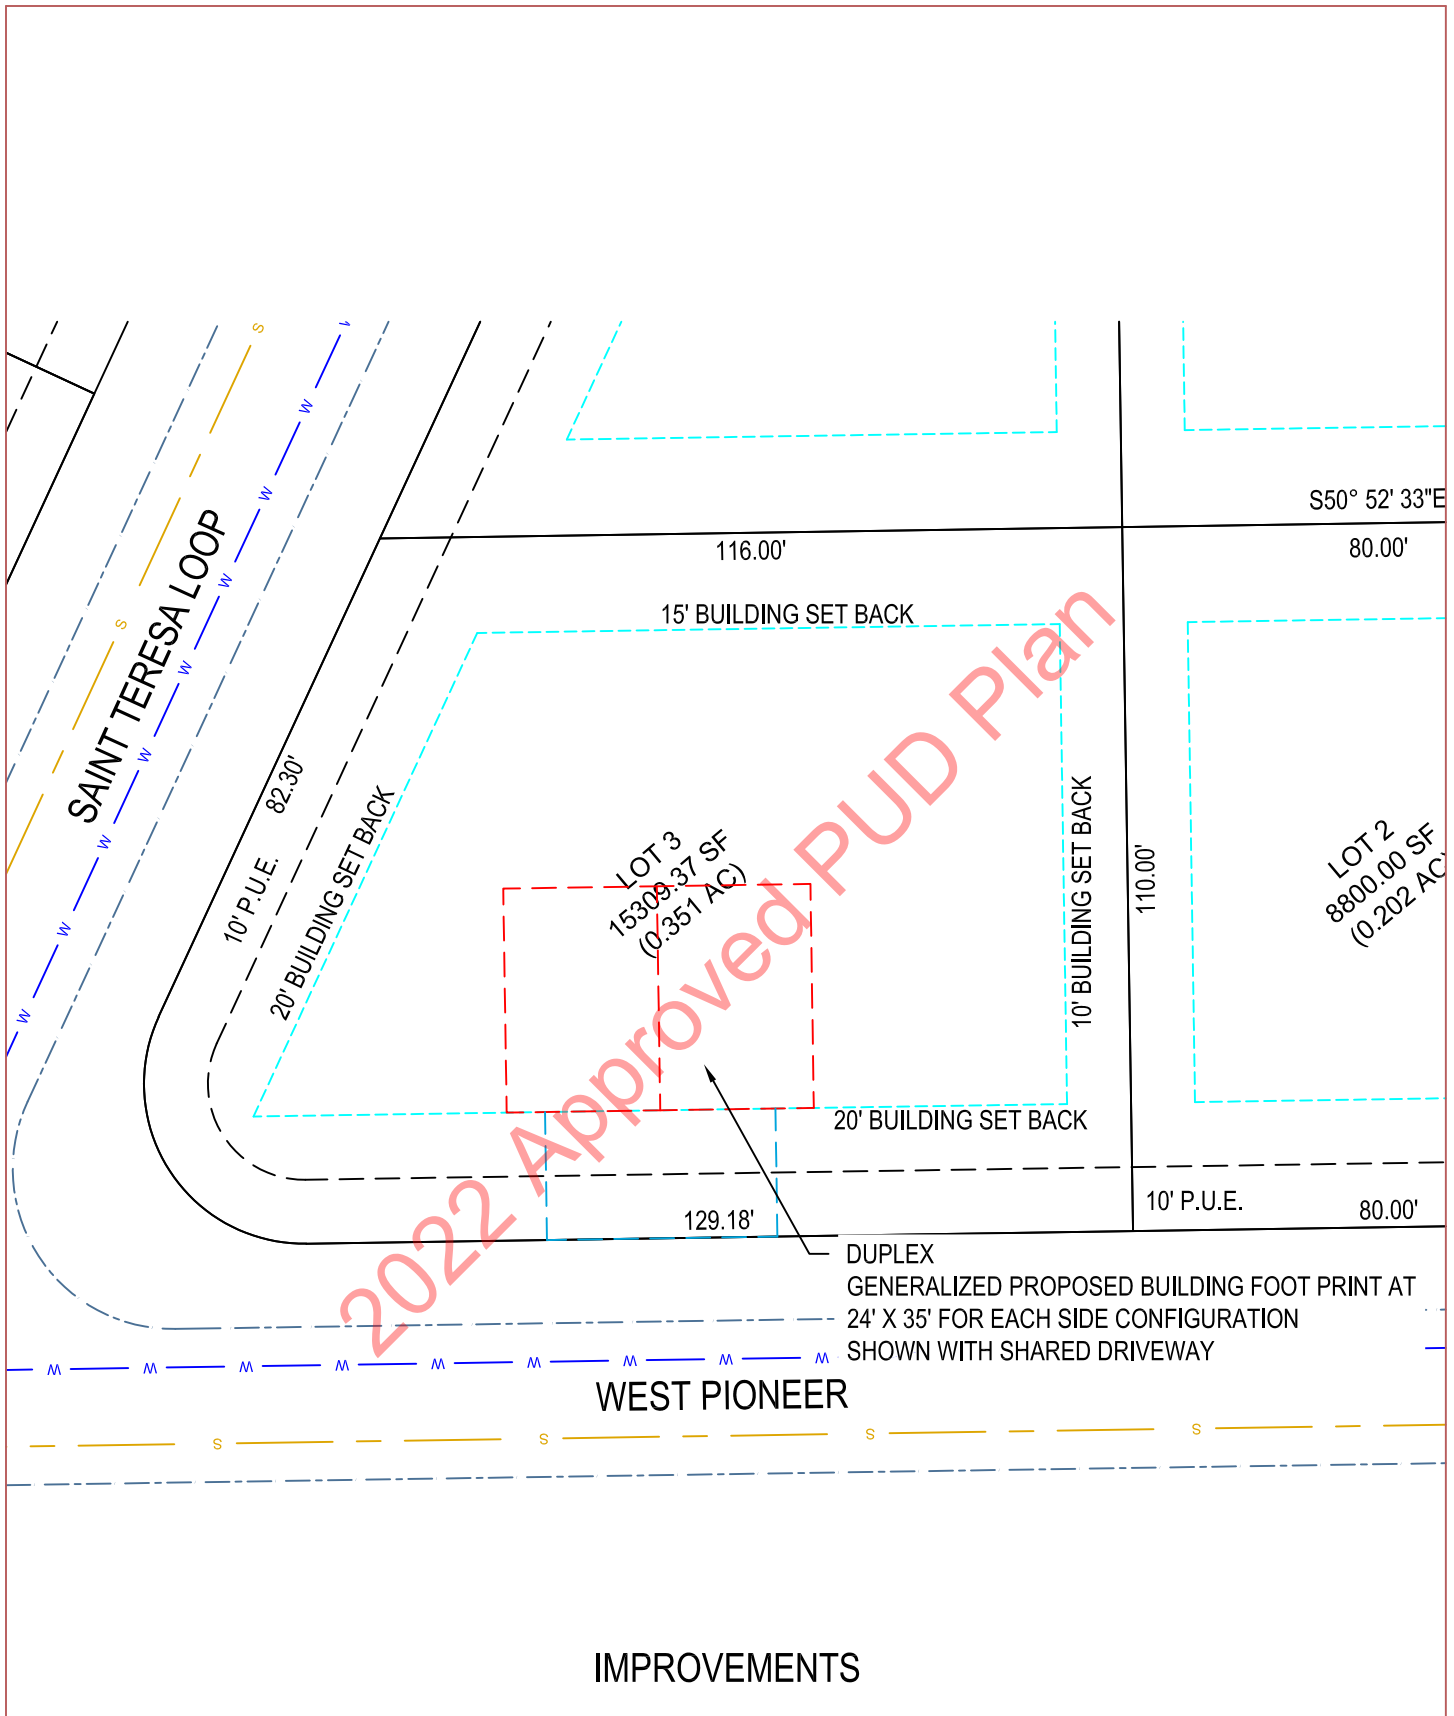 S50° 52' 33"E
116.00'
80.00'
15' BUILDING SET BACK
SAINT TERESA LOOP
82.30'
10' P.U.E.
20' BUILDING SET BACK
LOT 3
15309.37 SF
(0.351 AC)
10' BUILDING SET BACK
110.00'
LOT 2
8800.00 SF
(0.202 AC)
2022 Approved PUD Plan
20' BUILDING SET BACK
129.18'
10' P.U.E.
80.00'
DUPLEX
GENERALIZED PROPOSED BUILDING FOOT PRINT AT
24' X 35' FOR EACH SIDE CONFIGURATION
SHOWN WITH SHARED DRIVEWAY
S S
W W W W W W W W W
W W W W W W W W W
WEST PIONEER
S S S S
IMPROVEMENTS